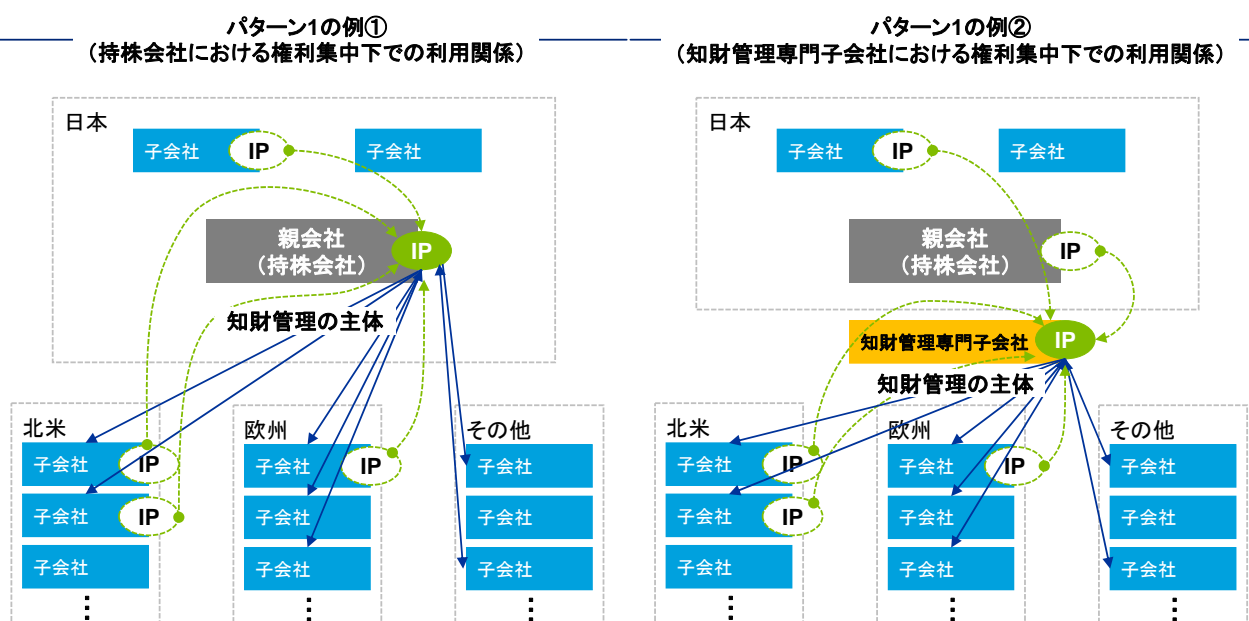 パターン1の例①
（持株会社における権利集中下での利用関係）
日本
子会社
IP
子会社
親会社
（持株会社）
IP
知財管理の主体
北米
子会社
IP
子会社
IP
子会社
⋮
欧州
子会社
IP
子会社
子会社
⋮
その他
子会社
子会社
子会社
⋮
パターン1の例②
（知財管理専門子会社における権利集中下での利用関係）
日本
子会社
IP
子会社
親会社
（持株会社）
IP
知財管理専門子会社
IP
知財管理の主体
北米
子会社
IP
子会社
IP
子会社
⋮
欧州
子会社
IP
子会社
子会社
⋮
その他
子会社
子会社
子会社
⋮